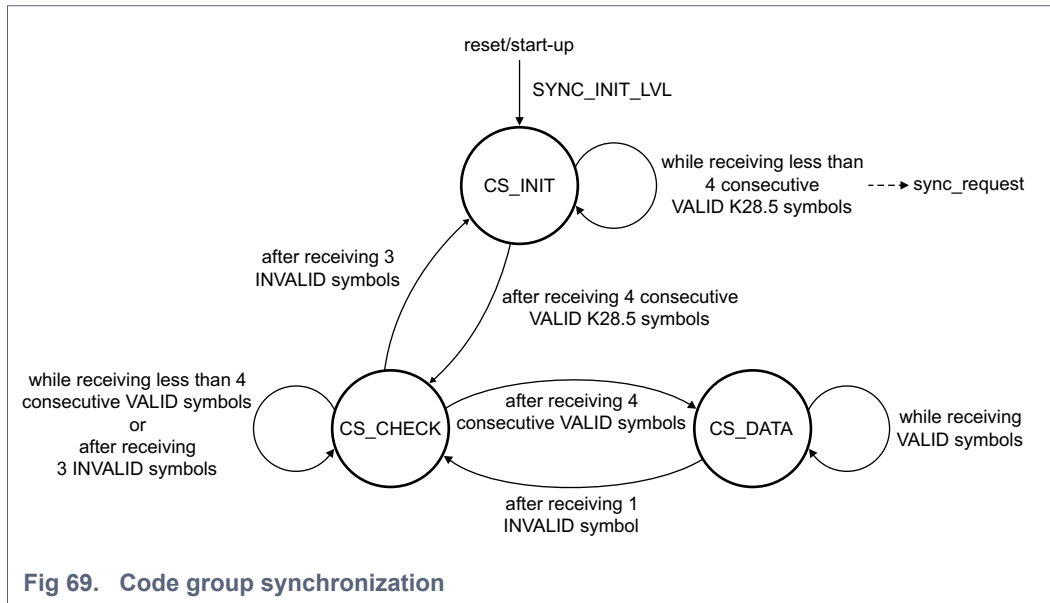 reset/start-up
SYNC_INIT_LVL
CS_INIT
while receiving less than
4 consecutive
VALID K28.5 symbols
sync_request
after receiving 3
INVALID symbols
after receiving 4 consecutive
VALID K28.5 symbols
while receiving less than 4
consecutive VALID symbols
or
after receiving
3 INVALID symbols
CS_CHECK
after receiving 4
consecutive VALID symbols
CS_DATA
while receiving
VALID symbols
after receiving 1
INVALID symbol
Fig 69. Code group synchronization